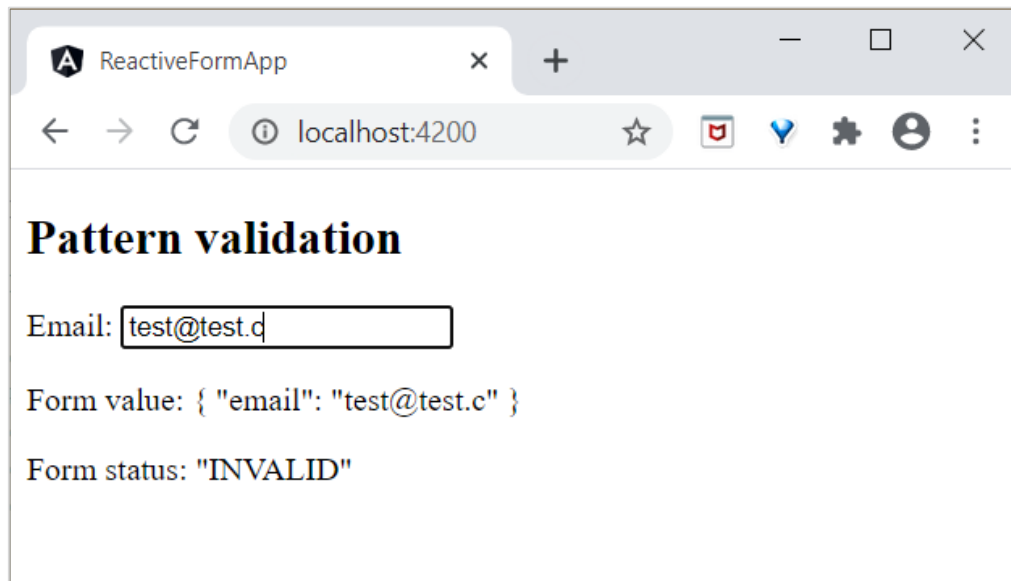 ReactiveFormApp
localhost:4200
Pattern validation
Email: test@test.c
Form value: { "email": "test@test.c" }
Form status: "INVALID"